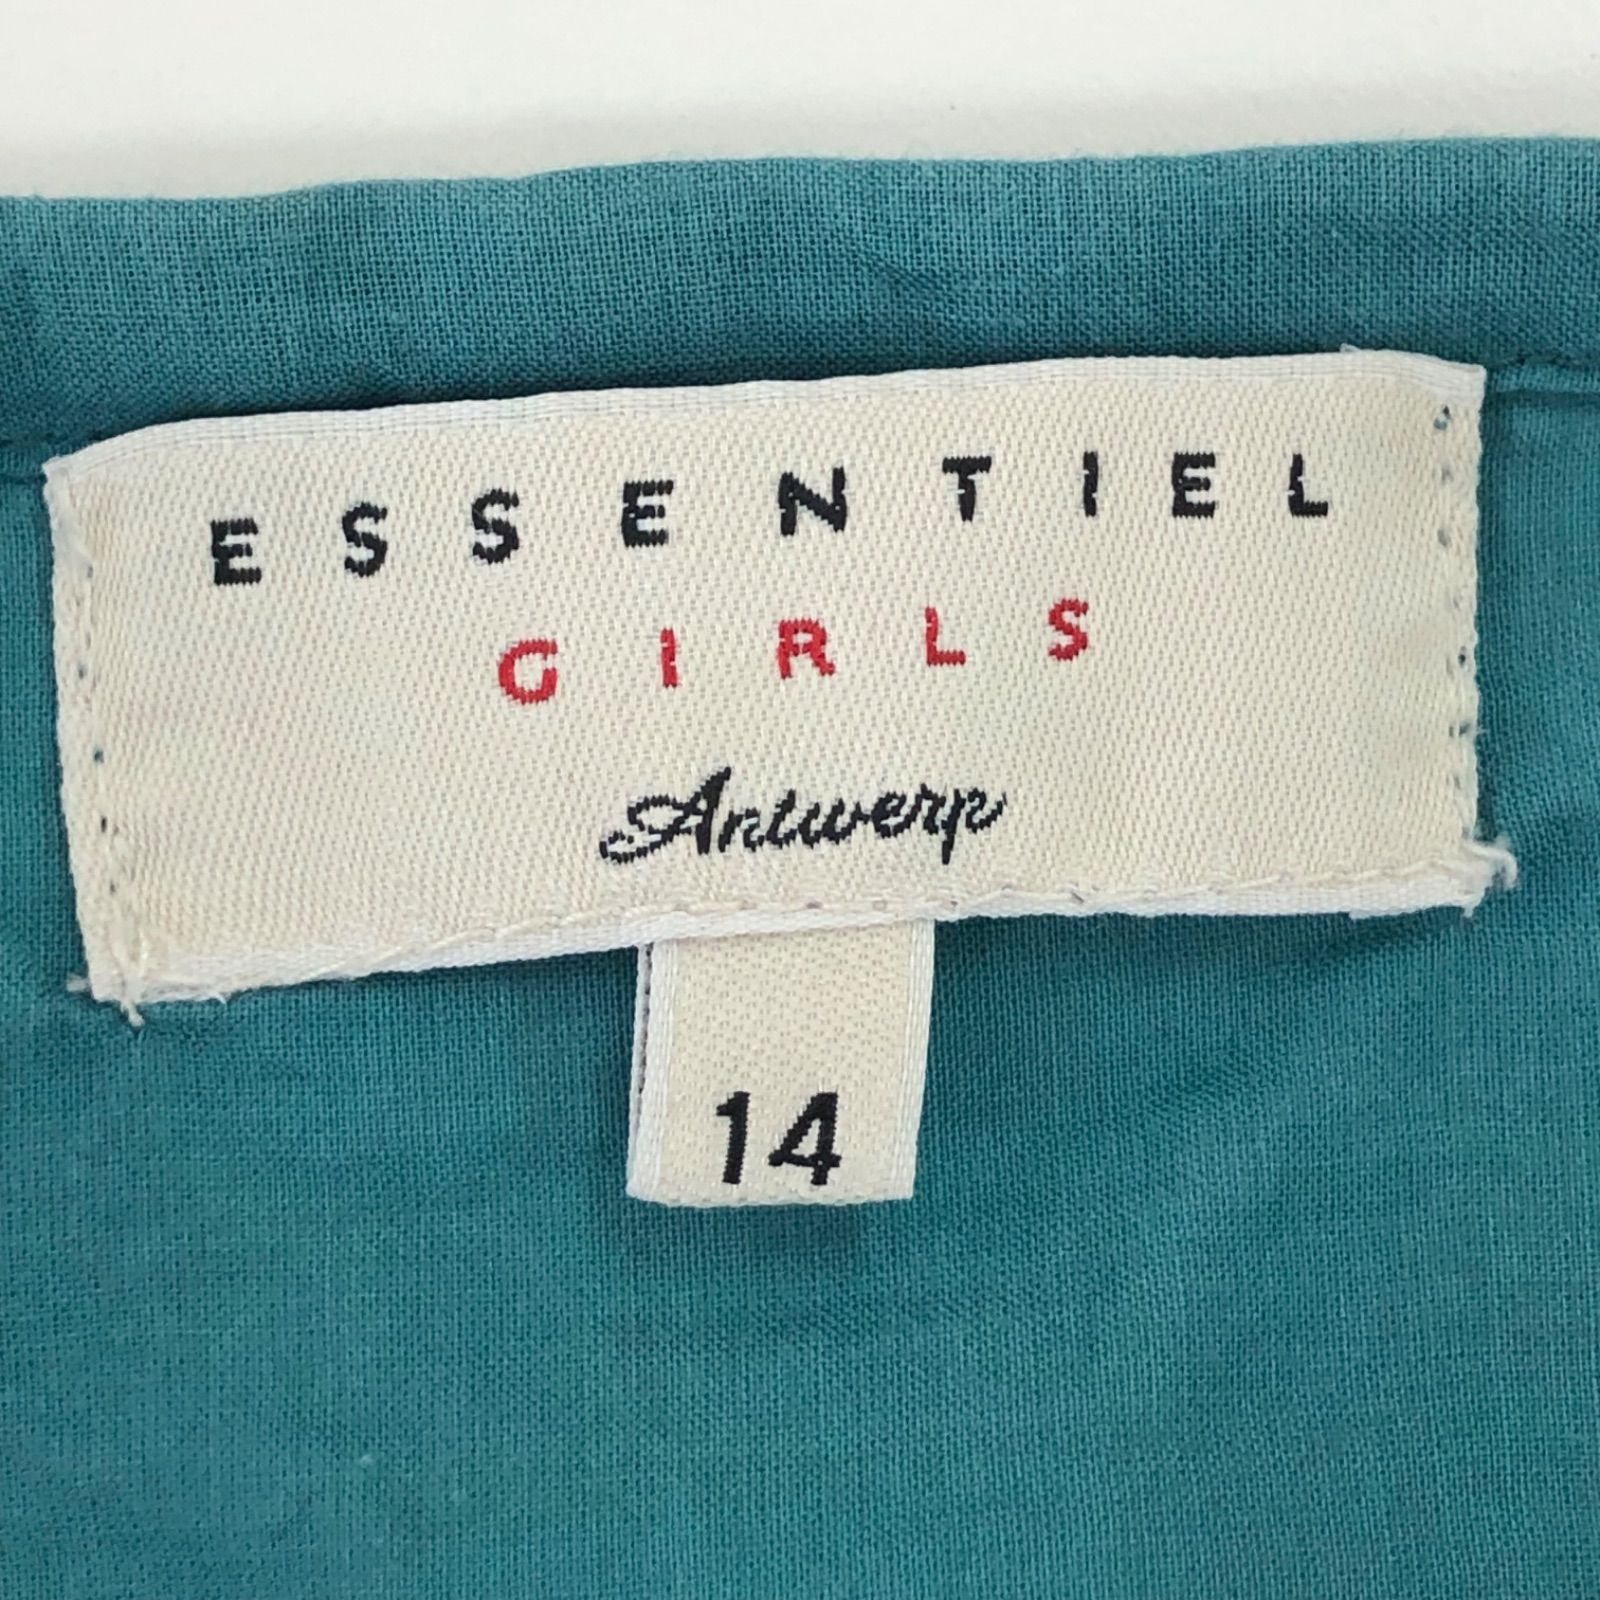 ESSENTIEL
GIRLS
Antwerp
14